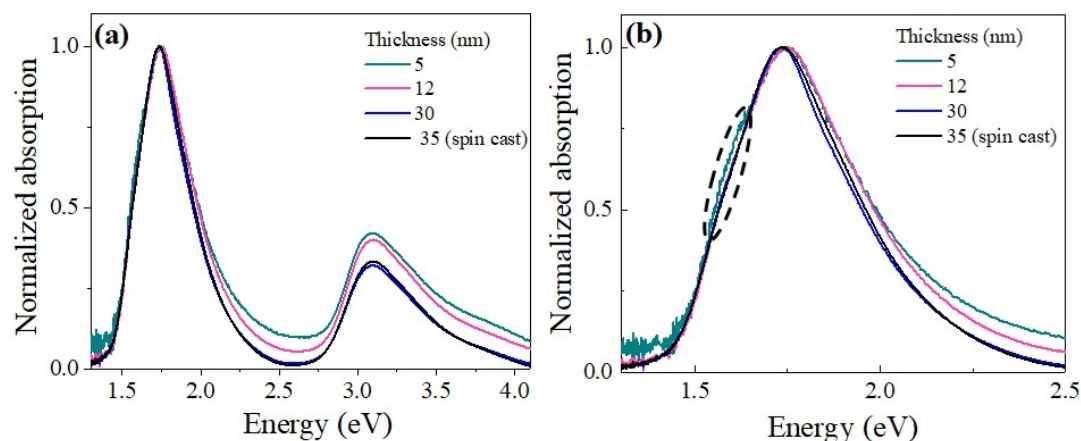 (a)
Thickness (nm)
5
12
30
35 (spin cast)
1.0
0.5
0.0
Normalized absorption
1.5 2.0 2.5 3.0 3.5 4.0
Energy (eV)
(b)
Thickness (nm)
5
12
30
35 (spin cast)
1.0
0.5
0.0
Normalized absorption
1.5 2.0 2.5
Energy (eV)